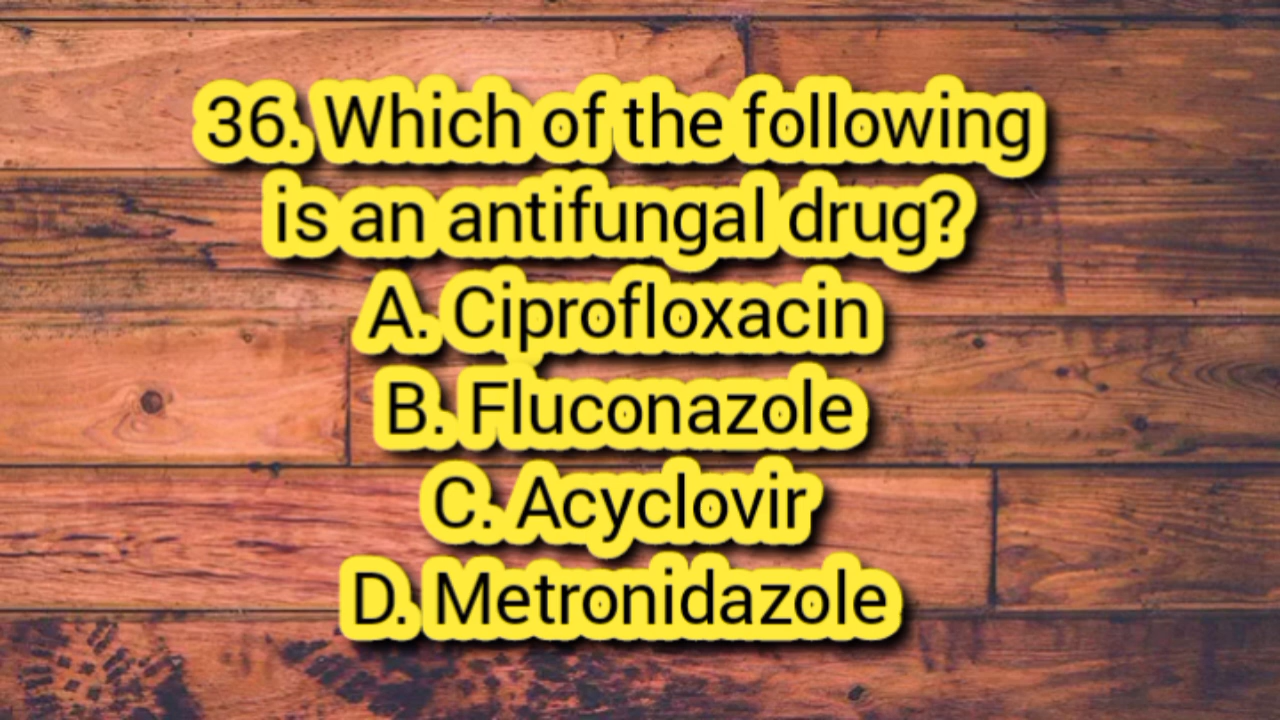 36. Which of the following
is an antifungal drug?
A. Ciprofloxacin
B. Fluconazole
C. Acyclovir
D. Metronidazole